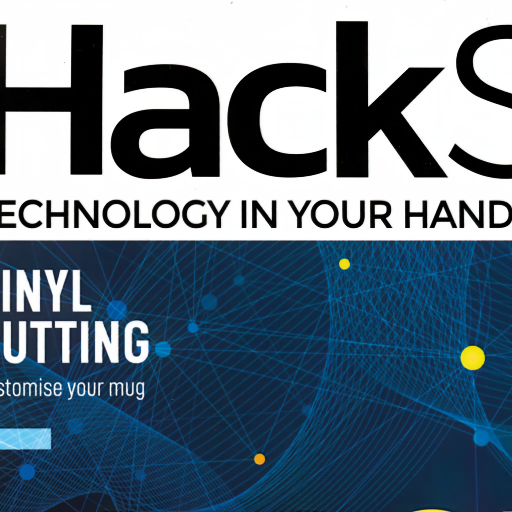 HackS
ECHNOLOGY IN YOUR HAND
INYL
UTTING
stomise your mug